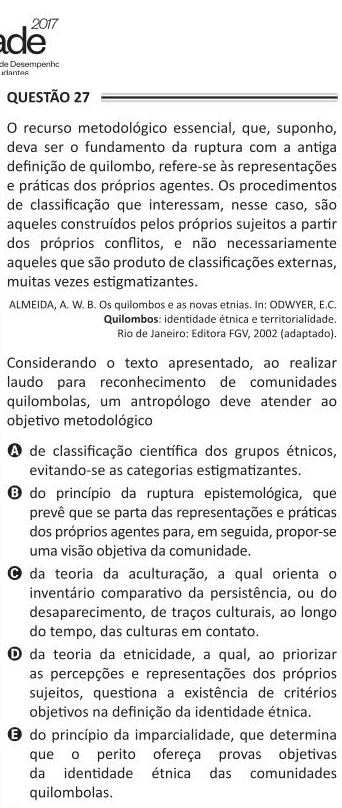 2017
ade
de Desempenho
udantes
QUESTÃO 27
O recurso metodológico essencial, que, suponho,
deva ser o fundamento da ruptura com a antiga
definição de quilombo, refere-se às representações
e práticas dos próprios agentes. Os procedimentos
de classificação que interessam, nesse caso, são
aqueles construídos pelos próprios sujeitos a partir
dos próprios conflitos, e não necessariamente
aqueles que são produto de classificações externas,
muitas vezes estigmatizantes.
ALMEIDA, A. W. B. Os quilombos e as novas etnias. In: ODWYER, E.C.
Quilombos: identidade étnica e territorialidade.
Rio de Janeiro: Editora FGV, 2002 (adaptado).
Considerando o texto apresentado, ao realizar
laudo para reconhecimento de comunidades
quilombolas, um antropólogo deve atender ao
objetivo metodológico
A de classificação científica dos grupos étnicos,
evitando-se as categorias estigmatizantes.
B do princípio da ruptura epistemológica, que
prevê que se parta das representações e práticas
dos próprios agentes para, em seguida, propor-se
uma visão objetiva da comunidade.
C da teoria da aculturação, a qual orienta o
inventário comparativo da persistência, ou do
desaparecimento, de traços culturais, ao longo
do tempo, das culturas em contato.
D da teoria da etnicidade, a qual, ao priorizar
as percepções e representações dos próprios
sujeitos, questiona a existência de critérios
objetivos na definição da identidade étnica.
E do princípio da imparcialidade, que determina
que o perito ofereça provas objetivas
da identidade étnica das comunidades
quilombolas.